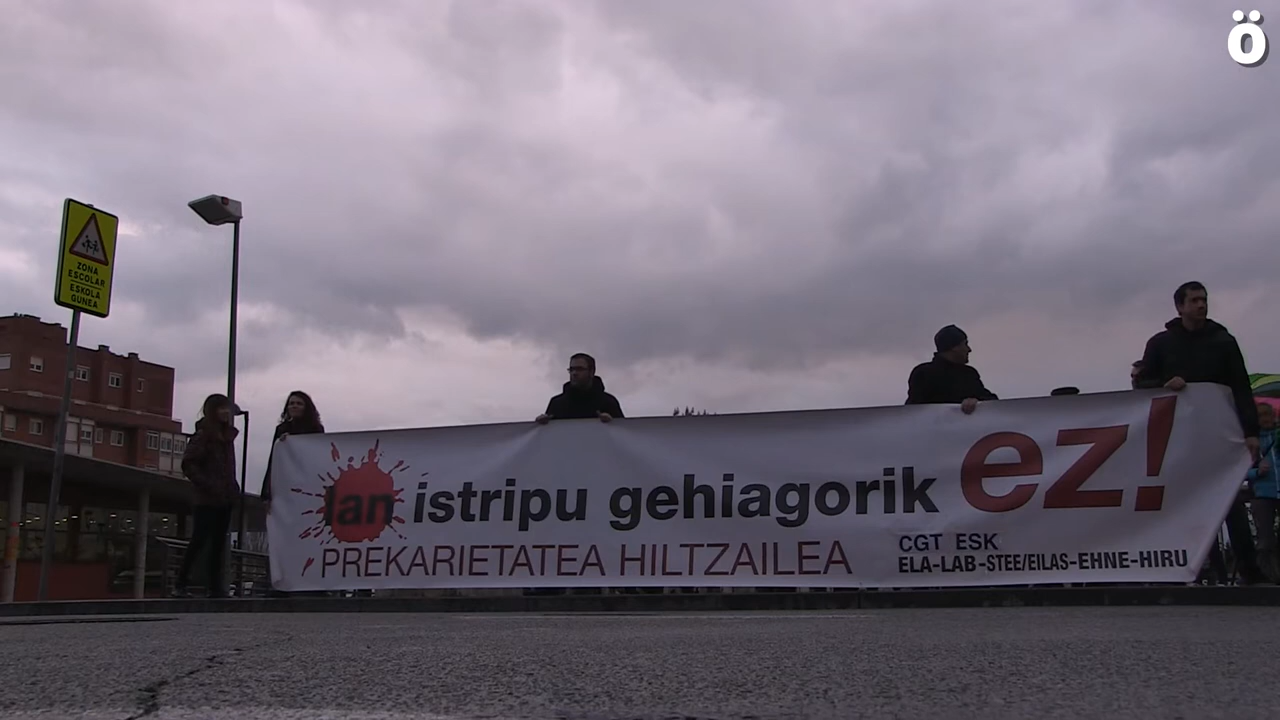 ö
ZONA
ESCOLAR
ESKOLA
GUNEA
lan istripu gehiagorik ez!
PREKARIETATEA HILTZAILEA
CGT ESK
ELA-LAB-STEE/EILAS-EHNE-HIRU